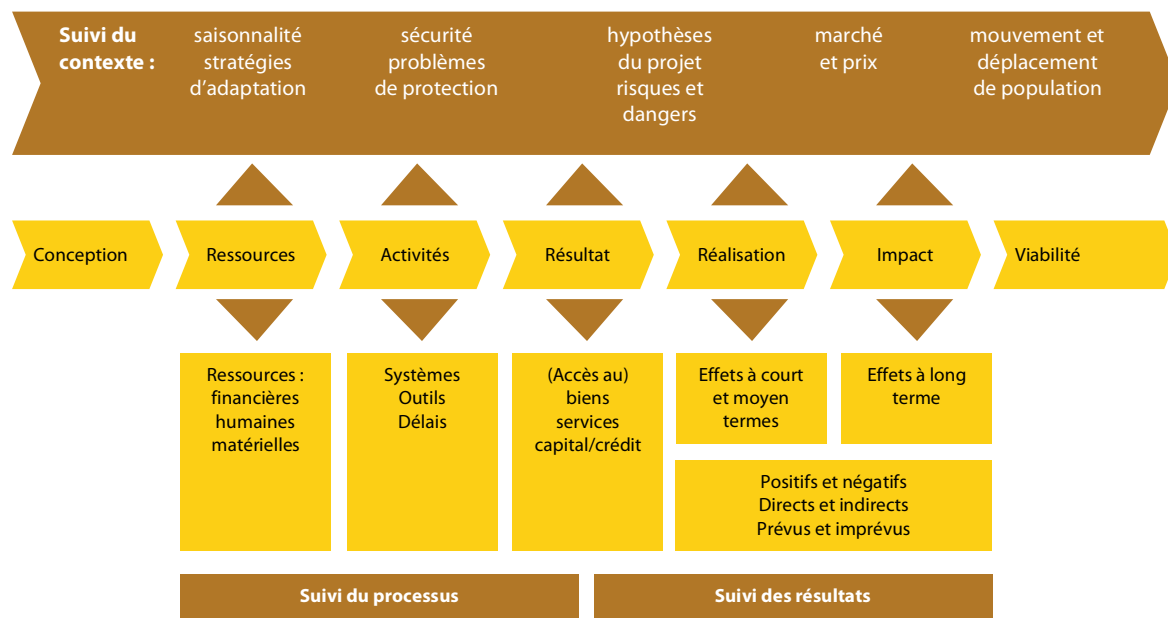 Suivi du
contexte :
saisonnalité
stratégies
d'adaptation
sécurité
problèmes
de protection
hypothèses
du projet
risques et
dangers
marché
et prix
mouvement et
déplacement
de population
Conception
Ressources
Activités
Résultat
Réalisation
Impact
Viabilité
Ressources :
financières
humaines
matérielles
Systèmes
Outils
Délais
(Accès au)
biens
services
capital/crédit
Effets à court
et moyen
termes
Effets à long
terme
Positifs et négatifs
Directs et indirects
Prévus et imprévus
Suivi du processus
Suivi des résultats